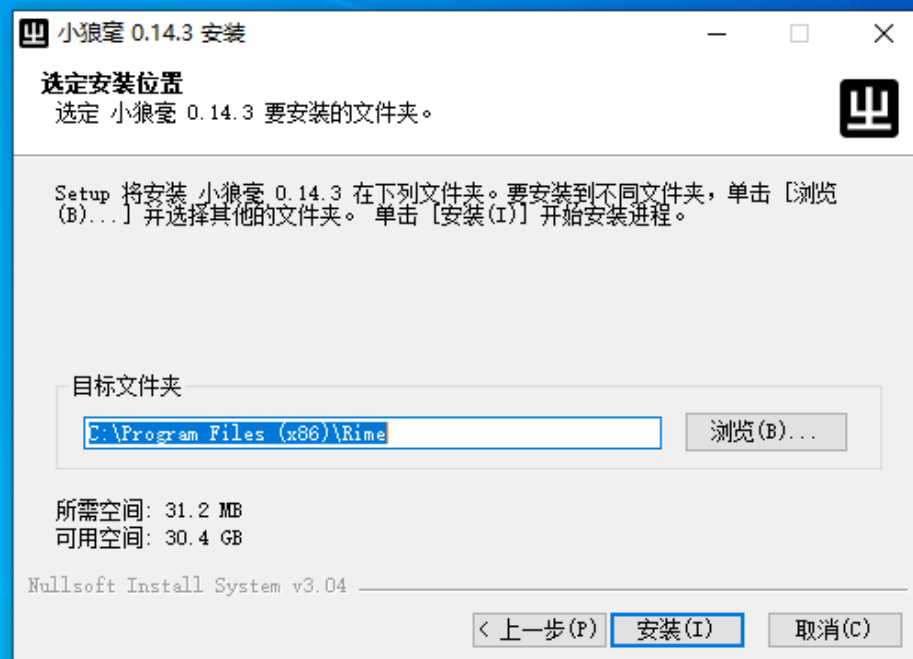 小狼毫 0.14.3 安装
选定安装位置
选定 小狼毫 0.14.3 要安装的文件夹。
Setup 将安装 小狼毫 0.14.3 在下列文件夹。要安装到不同文件夹，单击 [浏览
(B)...] 并选择其他的文件夹。 单击 [安装(I)] 开始安装进程。
目标文件夹
C:\Program Files (x86)\Rime
浏览(B)...
所需空间: 31.2 MB
可用空间: 30.4 GB
Nullsoft Install System v3.04
< 上一步(P)
安装(I)
取消(C)